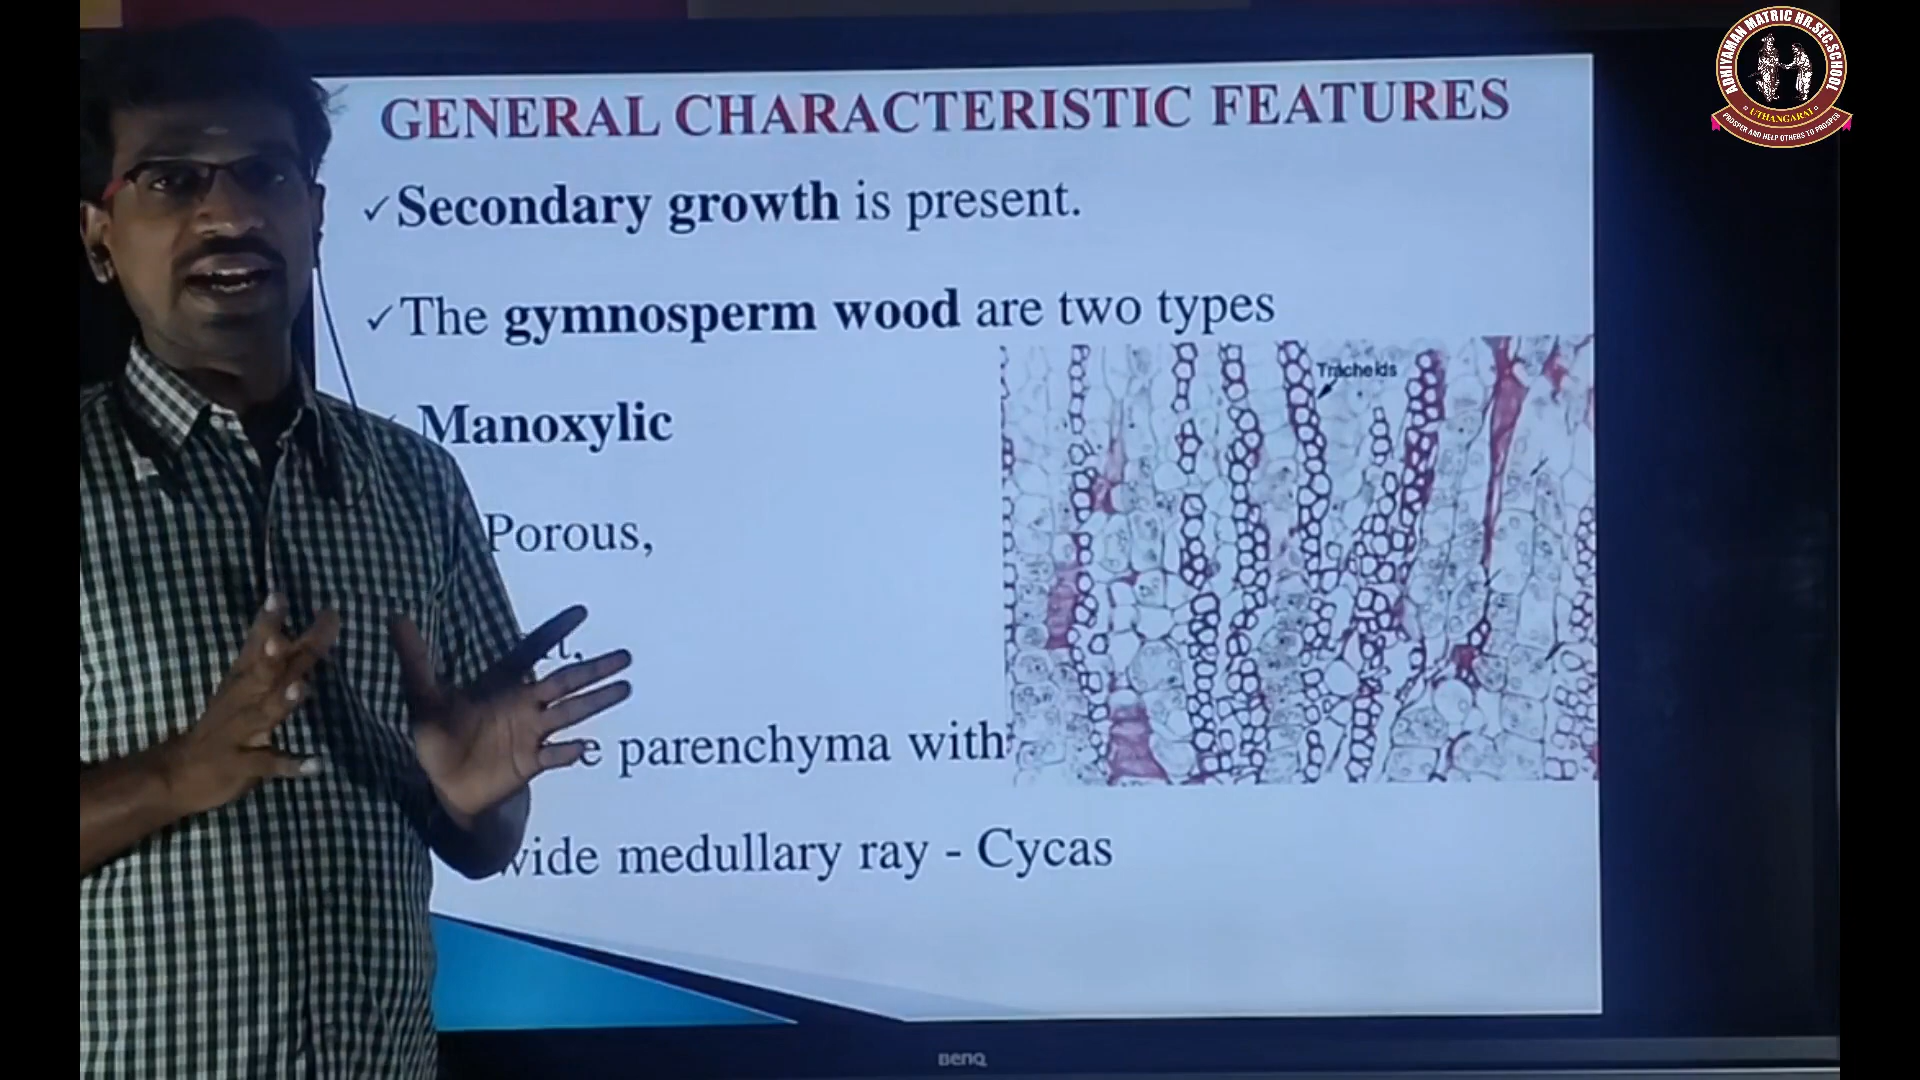 GENERAL CHARACTERISTIC FEATURES
✓ Secondary growth is present.
✓ The gymnosperm wood are two types
Manoxylic
Tracheids
Porous,
parenchyma with
wide medullary ray - Cycas
BenQ
ADHIYAMAN MATRIC HR.SEC.SCHOOL
UTHANGARAI
PROSPER AND HELP OTHERS TO PROSPER